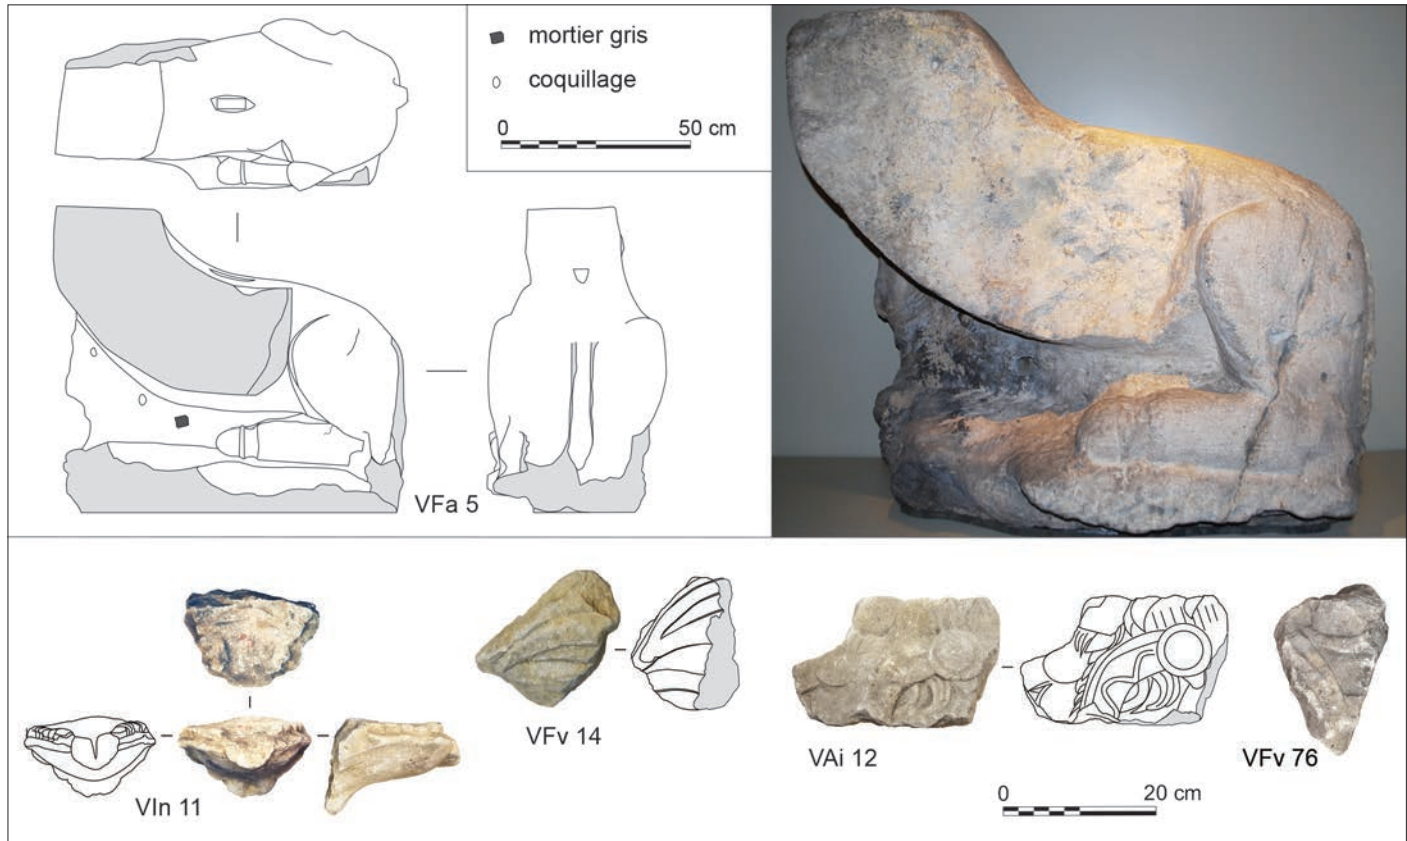 mortier gris
coquillage
0 50 cm
VFa 5
VFv 14
VAi 12
VFv 76
VIn 11
0 20 cm